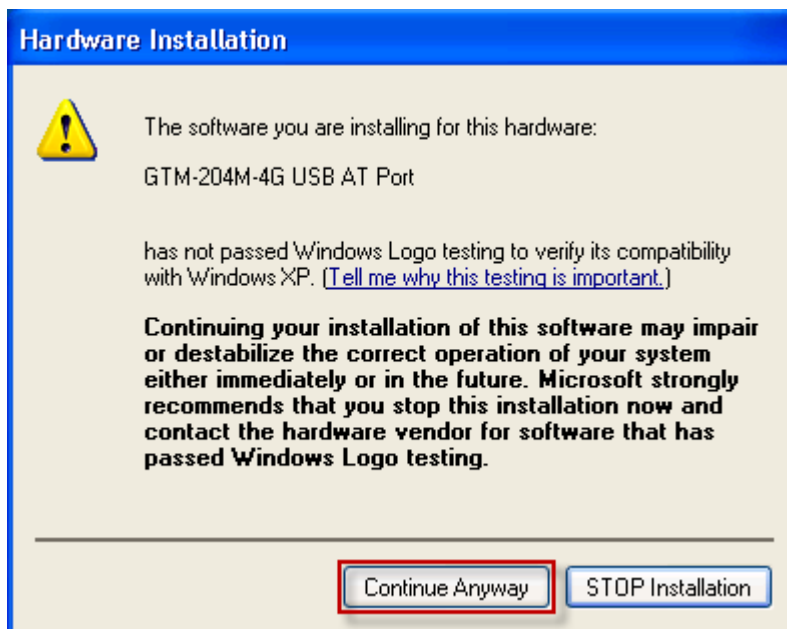 Hardware Installation
The software you are installing for this hardware:
GTM-204M-4G USB AT Port
has not passed Windows Logo testing to verify its compatibility
with Windows XP. (Tell me why this testing is important.)
Continuing your installation of this software may impair
or destabilize the correct operation of your system
either immediately or in the future. Microsoft strongly
recommends that you stop this installation now and
contact the hardware vendor for software that has
passed Windows Logo testing.
Continue Anyway
STOP Installation